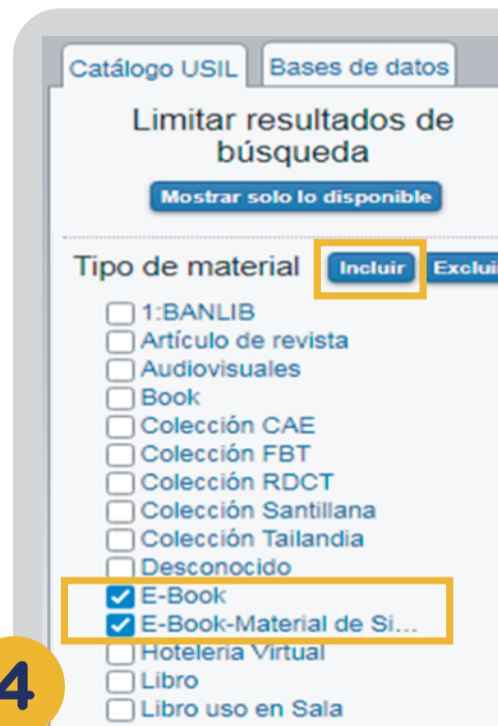 Catálogo USIL Bases de datos
Limitar resultados de
búsqueda
Mostrar solo lo disponible
Tipo de material Incluir Excluir
1:BANLIB
Artículo de revista
Audiovisuales
Book
Colección CAE
Colección FBT
Colección RDCT
Colección Santillana
Colección Tailandia
Desconocido
E-Book
E-Book-Material de Si...
Hoteleria Virtual
Libro
Libro uso en Sala
4